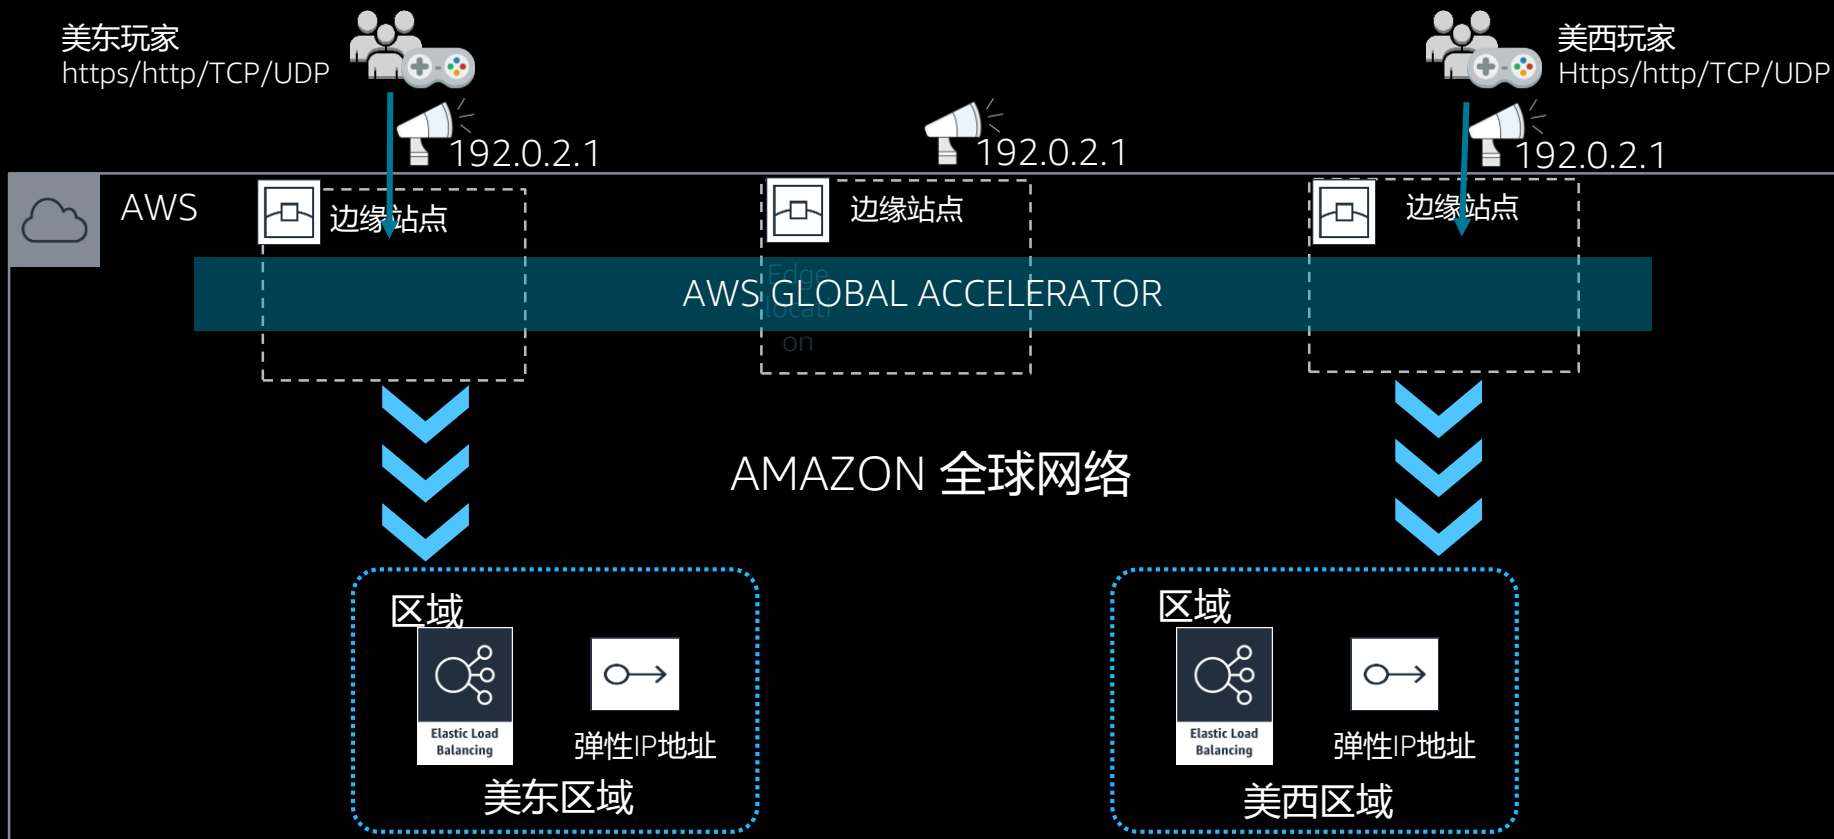 美东玩家
https/http/TCP/UDP
美西玩家
Https/http/TCP/UDP
192.0.2.1
192.0.2.1
192.0.2.1
AWS
边缘站点
边缘站点
边缘站点
Edge
locati
on
AWS GLOBAL ACCELERATOR
AMAZON 全球网络
区域
Elastic Load
Balancing
弹性IP地址
美东区域
区域
Elastic Load
Balancing
弹性IP地址
美西区域